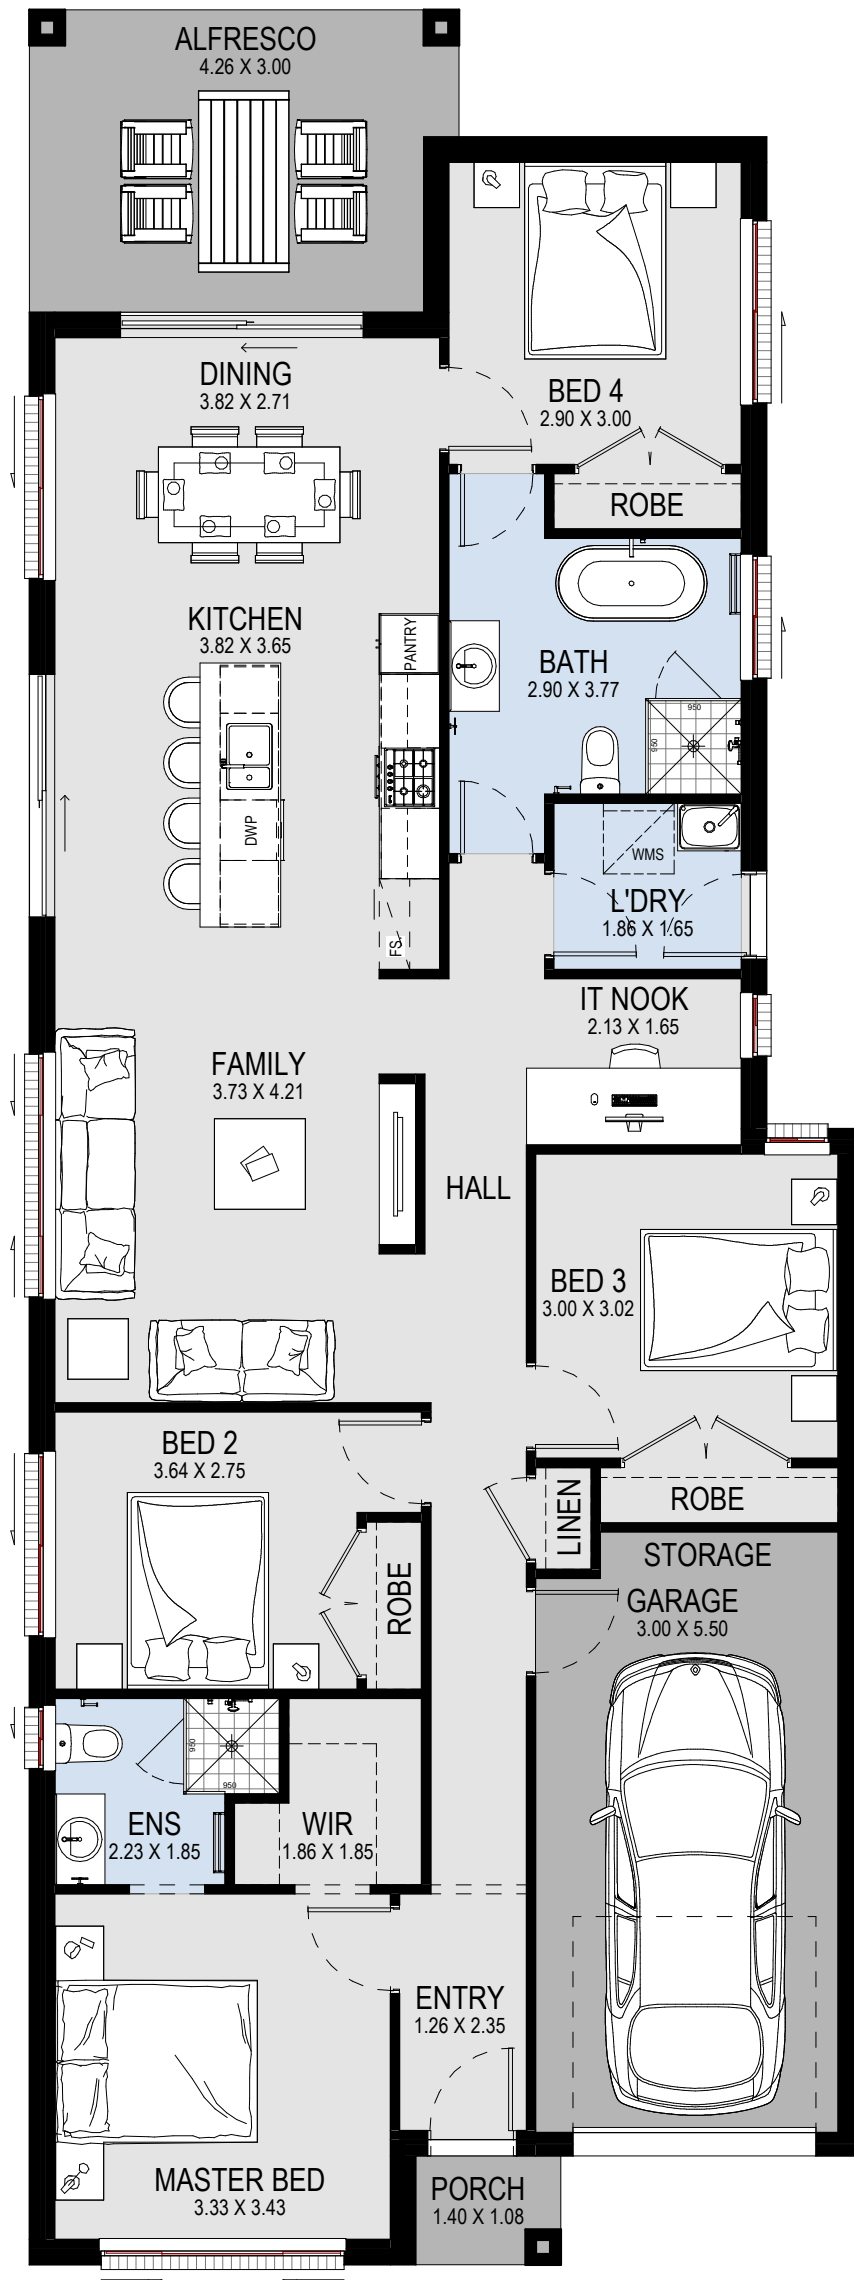 ALFRESCO
4.26 X 3.00
DINING
3.82 X 2.71
BED 4
2.90 X 3.00
ROBE
KITCHEN
3.82 X 3.65
PANTRY
BATH
2.90 X 3.77
950
950
DWP
WMS
L'DRY
1.86 X 1.65
FS.
IT NOOK
2.13 X 1.65
FAMILY
3.73 X 4.21
HALL
BED 3
3.00 X 3.02
BED 2
3.64 X 2.75
ROBE
LINEN
ROBE
STORAGE
GARAGE
3.00 X 5.50
950
950
ENS
2.23 X 1.85
WIR
1.86 X 1.85
ENTRY
1.26 X 2.35
MASTER BED
3.33 X 3.43
PORCH
1.40 X 1.08